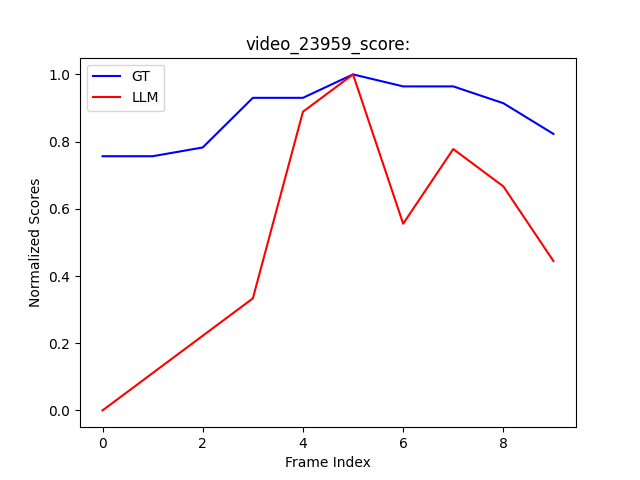 video_23959_score:
GT
LLM
Normalized Scores
1.0
0.8
0.6
0.4
0.2
0.0
0 2 4 6 8
Frame Index